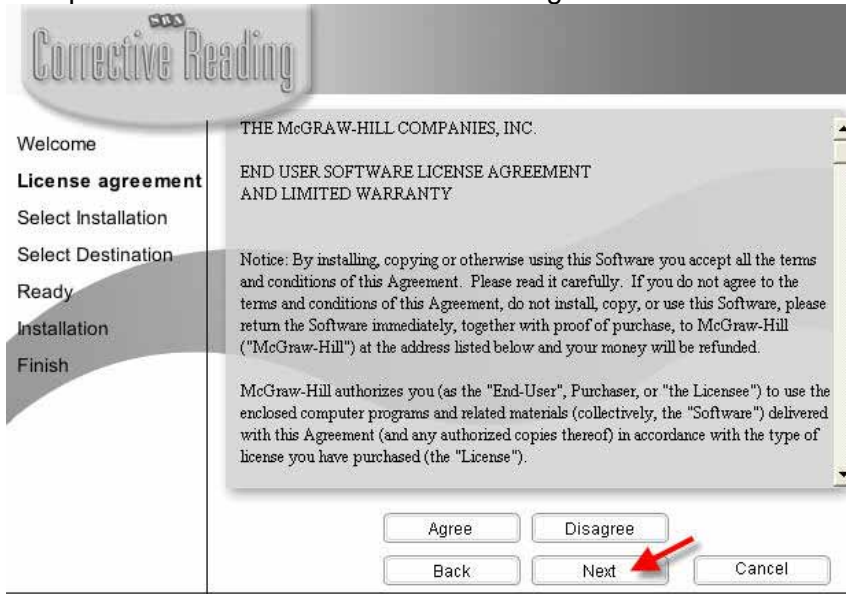 SRA
Corrective Reading
Welcome
License agreement
Select Installation
Select Destination
Ready
Installation
Finish
THE McGRAW-HILL COMPANIES, INC.
END USER SOFTWARE LICENSE AGREEMENT
AND LIMITED WARRANTY
Notice: By installing, copying or otherwise using this Software you accept all the terms
and conditions of this Agreement. Please read it carefully. If you do not agree to the
terms and conditions of this Agreement, do not install, copy, or use this Software, please
return the Software immediately, together with proof of purchase, to McGraw-Hill
("McGraw-Hill") at the address listed below and your money will be refunded.
McGraw-Hill authorizes you (as the "End-User", Purchaser, or "the Licensee") to use the
enclosed computer programs and related materials (collectively, the "Software") delivered
with this Agreement (and any authorized copies thereof) in accordance with the type of
license you have purchased (the "License").
Agree Disagree
Back Next Cancel